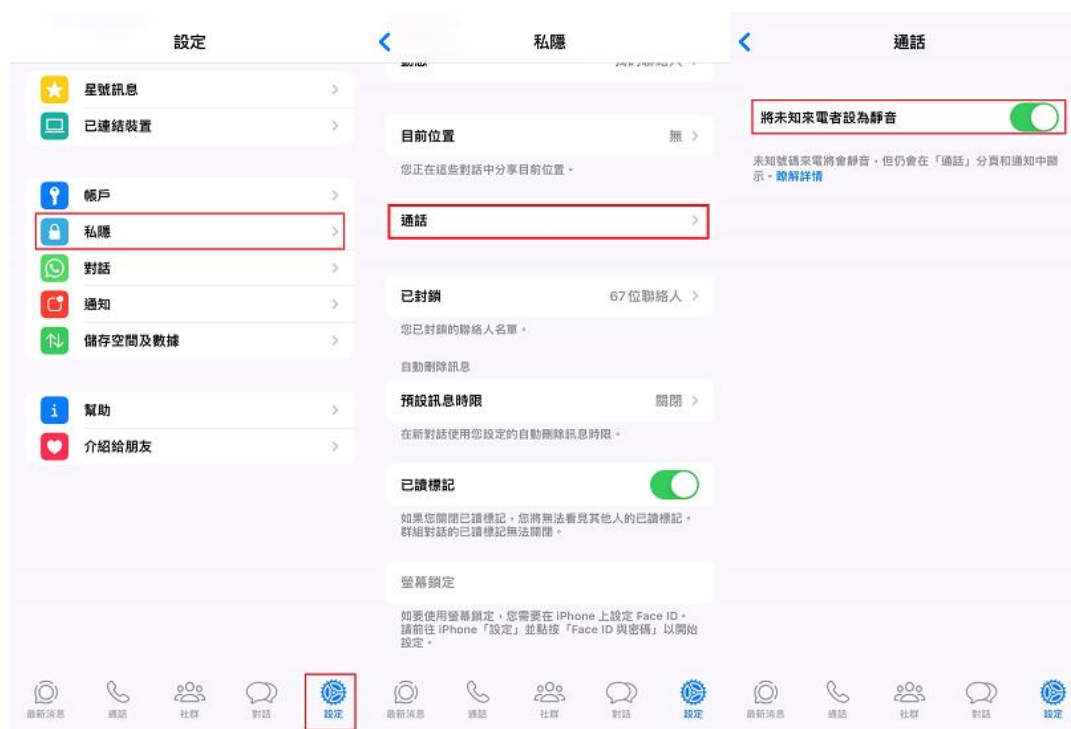 設定
星號訊息
已連結裝置
帳戶
私隱
對話
通知
儲存空間及數據
幫助
介紹給朋友
最新消息
通話
社群
對話
設定
私隱
目前位置
無
您正在這些對話中分享目前位置。
通話
已封鎖
67 位聯絡人
您已封鎖的聯絡人名單。
自動刪除訊息
預設訊息時限
關閉
在新對話使用您設定的自動刪除訊息時限。
已讀標記
如果您關閉已讀標記，您將無法看見其他人的已讀標記。
群組對話的已讀標記無法關閉。
螢幕鎖定
如要使用螢幕鎖定，您需要在 iPhone 上設定 Face ID。
請前往 iPhone「設定」並點按「Face ID 與密碼」以開始
設定。
最新消息
通話
社群
對話
設定
通話
將未知來電者設為靜音
未知號碼來電將會靜音，但仍會在「通話」分頁和通知中顯
示。瞭解詳情
最新消息
通話
社群
對話
設定